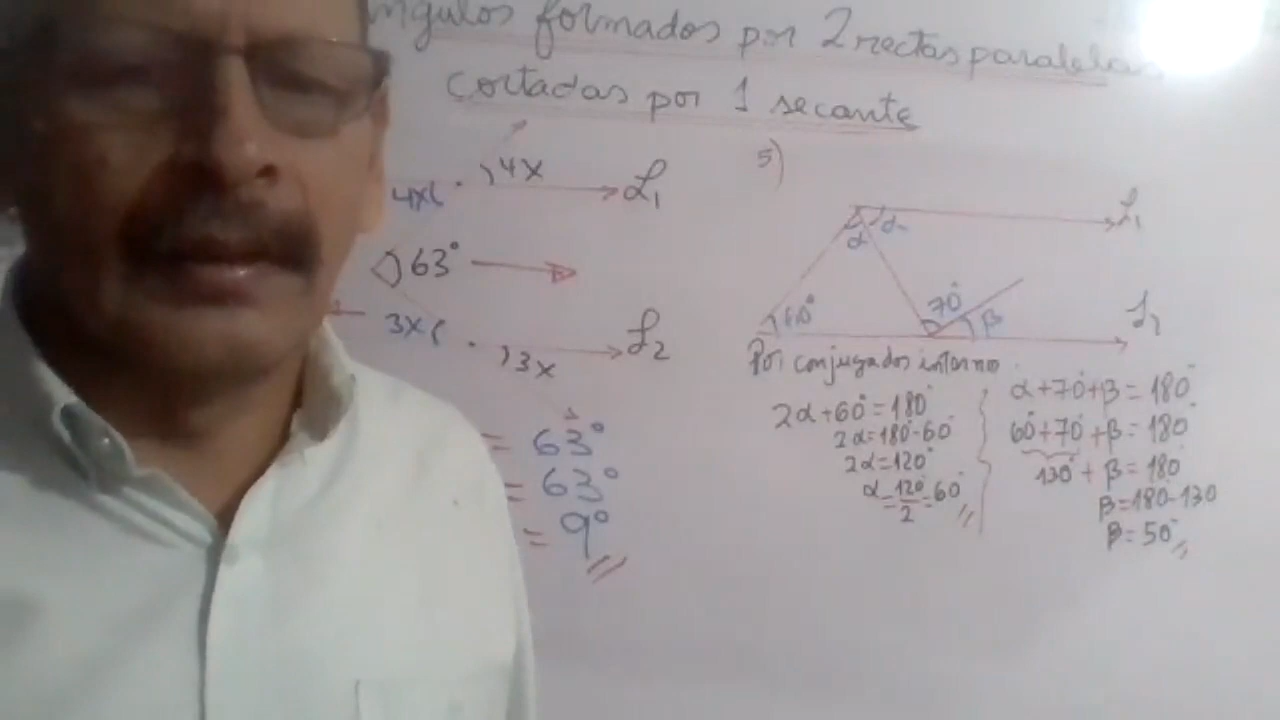 ngulos formados por 2 rectas paralelas
cortadas por 1 secante
4x
4x
L1
63°
3x
3x
L2
= 63°
= 63°
= 9°
5)
L1
α
α
60°
70°
β
L2
Por conjugados interno
2α+60°=180°
2α=180°-60°
2α=120°
α=120°/2=60°
α+70°+β=180°
60°+70°+β=180°
130°+β=180°
β=180-130
β=50°